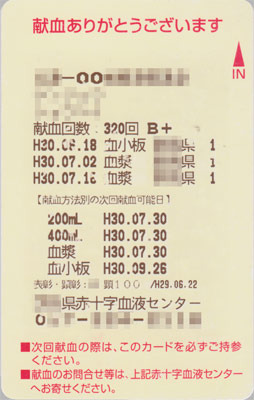 献血ありがとうございます
IN
献血回数 320回 B+
18 血小板 県 1
H30.07.02 血漿 県 1
H30.07.16 血漿 県 1
【献血方法別の次回献血可能日】
200mL H30.07.30
400mL H30.07.30
血漿 H30.07.30
血小板 H30.09.26
表彰・顕彰: 顕100 /H29.06.22
県赤十字血液センター
■次回献血の際は、このカードを必ずご持参
ください。
■献血のお問合せ等は、上記赤十字血液センター
へお寄せください。